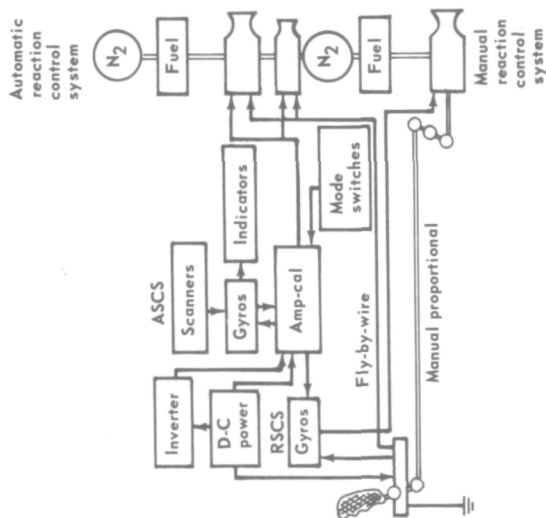 Automatic
reaction
control
system
N2
Fuel
N2
Fuel
Manual
reaction
control
system
ASCS
Scanners
Gyros
Indicators
Amp-cal
Mode
switches
Inverter
D-C
power
RSCS
Gyros
Fly-by-wire
Manual proportional